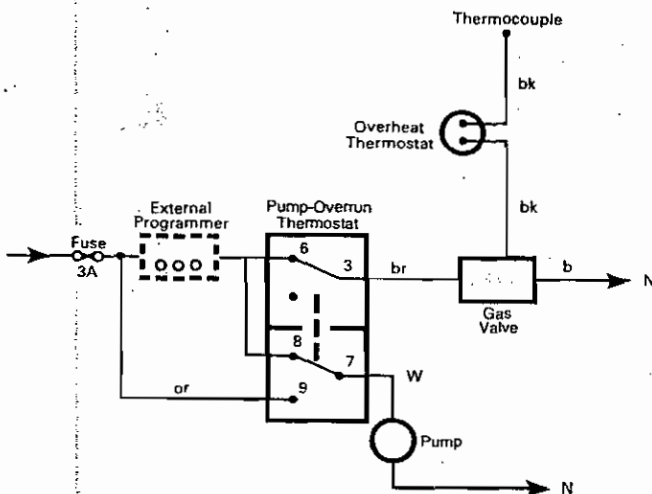 Thermocouple
bk
Overheat
Thermostat
bk
External
Programmer
Pump-Overrun
Thermostat
Fuse
3A
6
3
br
b
N
Gas
Valve
8
7
W
9
or
Pump
N